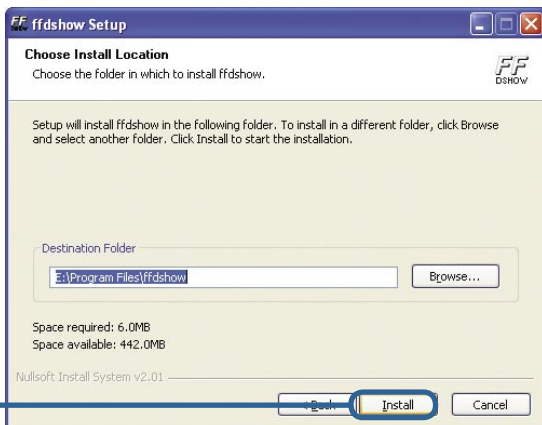 FF ffdshow Setup
Choose Install Location
Choose the folder in which to install ffdshow.
FF
DSHOW
Setup will install ffdshow in the following folder. To install in a different folder, click Browse
and select another folder. Click Install to start the installation.
Destination Folder
E:\Program Files\ffdshow
Browse...
Space required: 6.0MB
Space available: 442.0MB
Nullsoft Install System v2.01
< Back Install Cancel